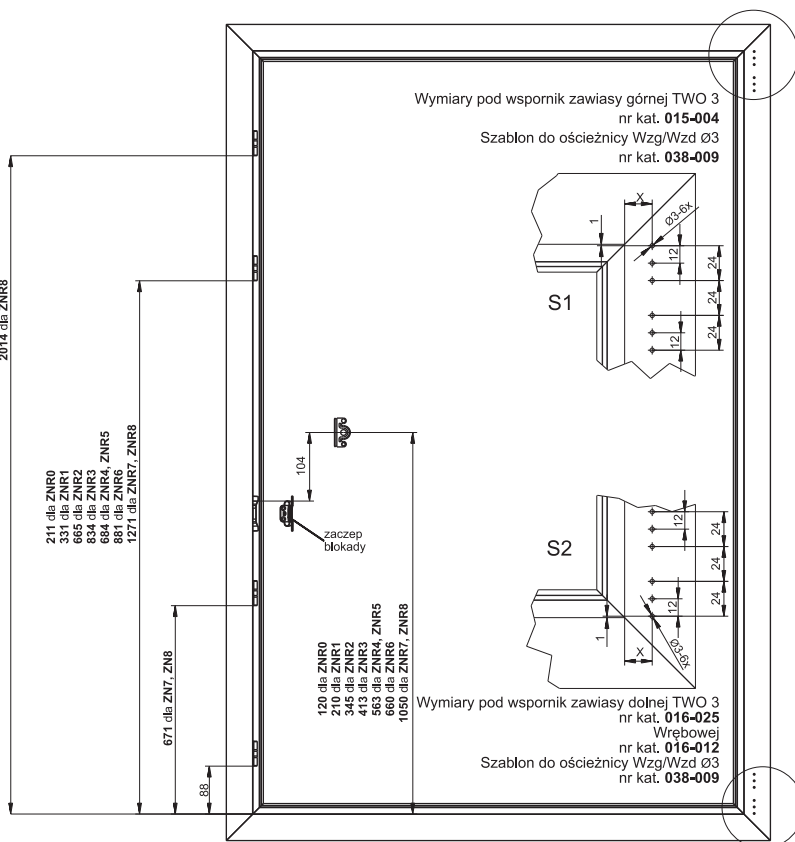 Wymiary pod wspornik zawiasy górnej TWO 3
nr kat. 015-004
Szablon do ościeżnicy Wzg/Wzd Ø3
nr kat. 038-009
X
Ø3-6x
1
12
24
24
24
12
S1
2014 dla ZNR8
211 dla ZNR0
331 dla ZNR1
665 dla ZNR2
834 dla ZNR3
684 dla ZNR4, ZNR5
881 dla ZNR6
1271 dla ZNR7, ZNR8
104
zaczep
blokady
120 dla ZNR0
210 dla ZNR1
345 dla ZNR2
413 dla ZNR3
563 dla ZNR4, ZNR5
660 dla ZNR6
1050 dla ZNR7, ZNR8
671 dla ZN7, ZN8
88
S2
12
24
24
24
12
1
X
Ø3-6x
Wymiary pod wspornik zawiasy dolnej TWO 3
nr kat. 016-025
Wrębowej
nr kat. 016-012
Szablon do ościeżnicy Wzg/Wzd Ø3
nr kat. 038-009